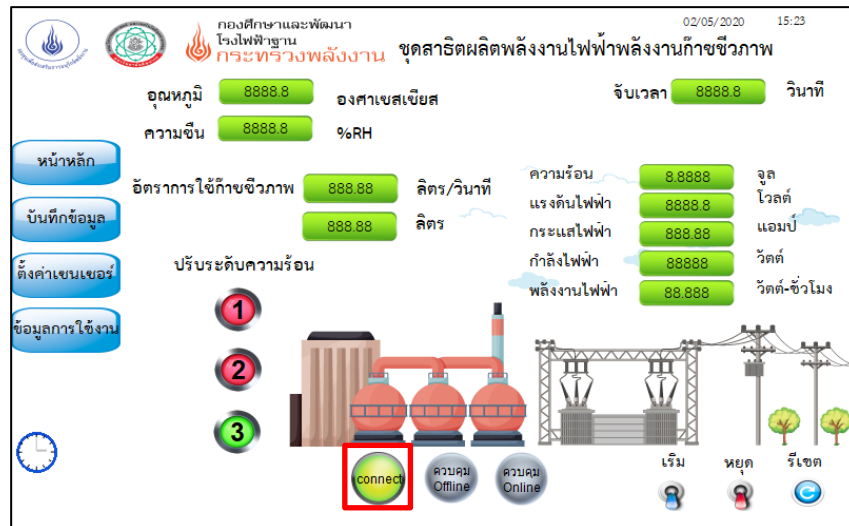 กองศึกษาและพัฒนา
โรงไฟฟ้าฐาน
กระทรวงพลังงาน
ชุดสาธิตผลิตพลังงานไฟฟ้าพลังงานก๊าซชีวภาพ
02/05/2020 15:23
อุณหภูมิ 8888.8 องศาเซสเซียส
จับเวลา 8888.8 วินาที
ความชืน 8888.8 %RH
หน้าหลัก
บันทึกข้อมูล
ตั้งค่าเซนเซอร์
ข้อมูลการใช้งาน
อัตราการใช้ก๊าซชีวภาพ 888.88 ลิตร/วินาที
888.88 ลิตร
ความร้อน 8.8888 จูล
แรงดันไฟฟ้า 8888.8 โวลต์
กระแสไฟฟ้า 888.88 แอมป์
กำลังไฟฟ้า 88888 วัตต์
พลังงานไฟฟ้า 88.888 วัตต์-ชั่วโมง
ปรับระดับความร้อน
1
2
3
connect
ควบคุม
Offline
ควบคุม
Online
เริ่ม หยุด รีเซต